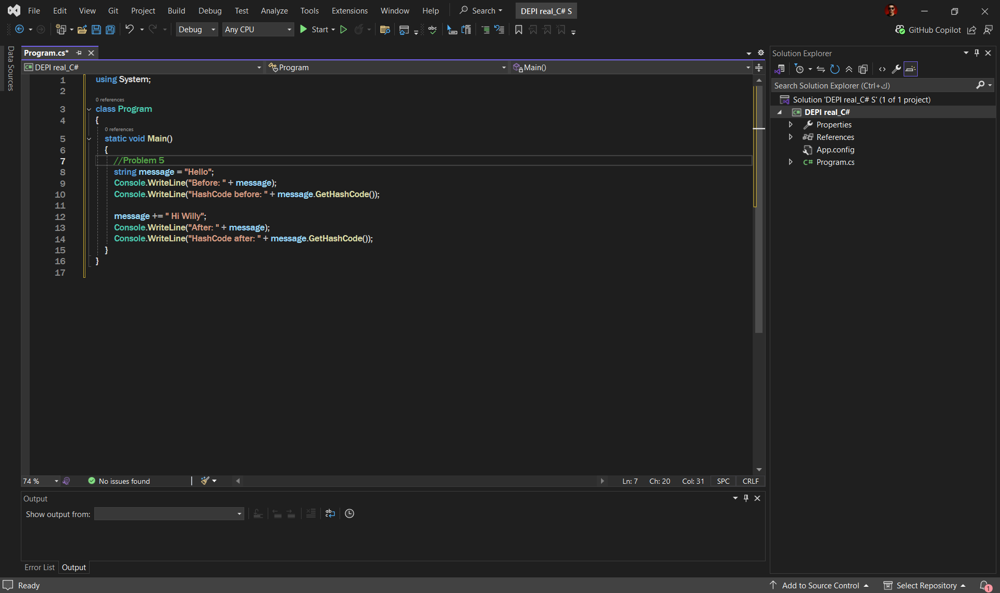 File Edit View Git Project Build Debug Test Analyze Tools Extensions Window Help Search DEPI real_C# S
Debug Any CPU Start GitHub Copilot
Data Sources
Program.cs*
DEPI real_C# Program Main()
1 using System;
2
0 references
3 class Program
4 {
0 references
5 static void Main()
6 {
7 //Problem 5
8 string message = "Hello";
9 Console.WriteLine("Before: " + message);
10 Console.WriteLine("HashCode before: " + message.GetHashCode());
11
12 message += " Hi Willy";
13 Console.WriteLine("After: " + message);
14 Console.WriteLine("HashCode after: " + message.GetHashCode());
15 }
16 }
17
74 % No issues found Ln: 7 Ch: 20 Col: 31 SPC CRLF
Output
Show output from:
Error List Output
Solution Explorer
Search Solution Explorer (Ctrl+ك)
Solution 'DEPI real_C# S' (1 of 1 project)
DEPI real_C#
Properties
References
App.config
C# Program.cs
Ready Add to Source Control Select Repository 1